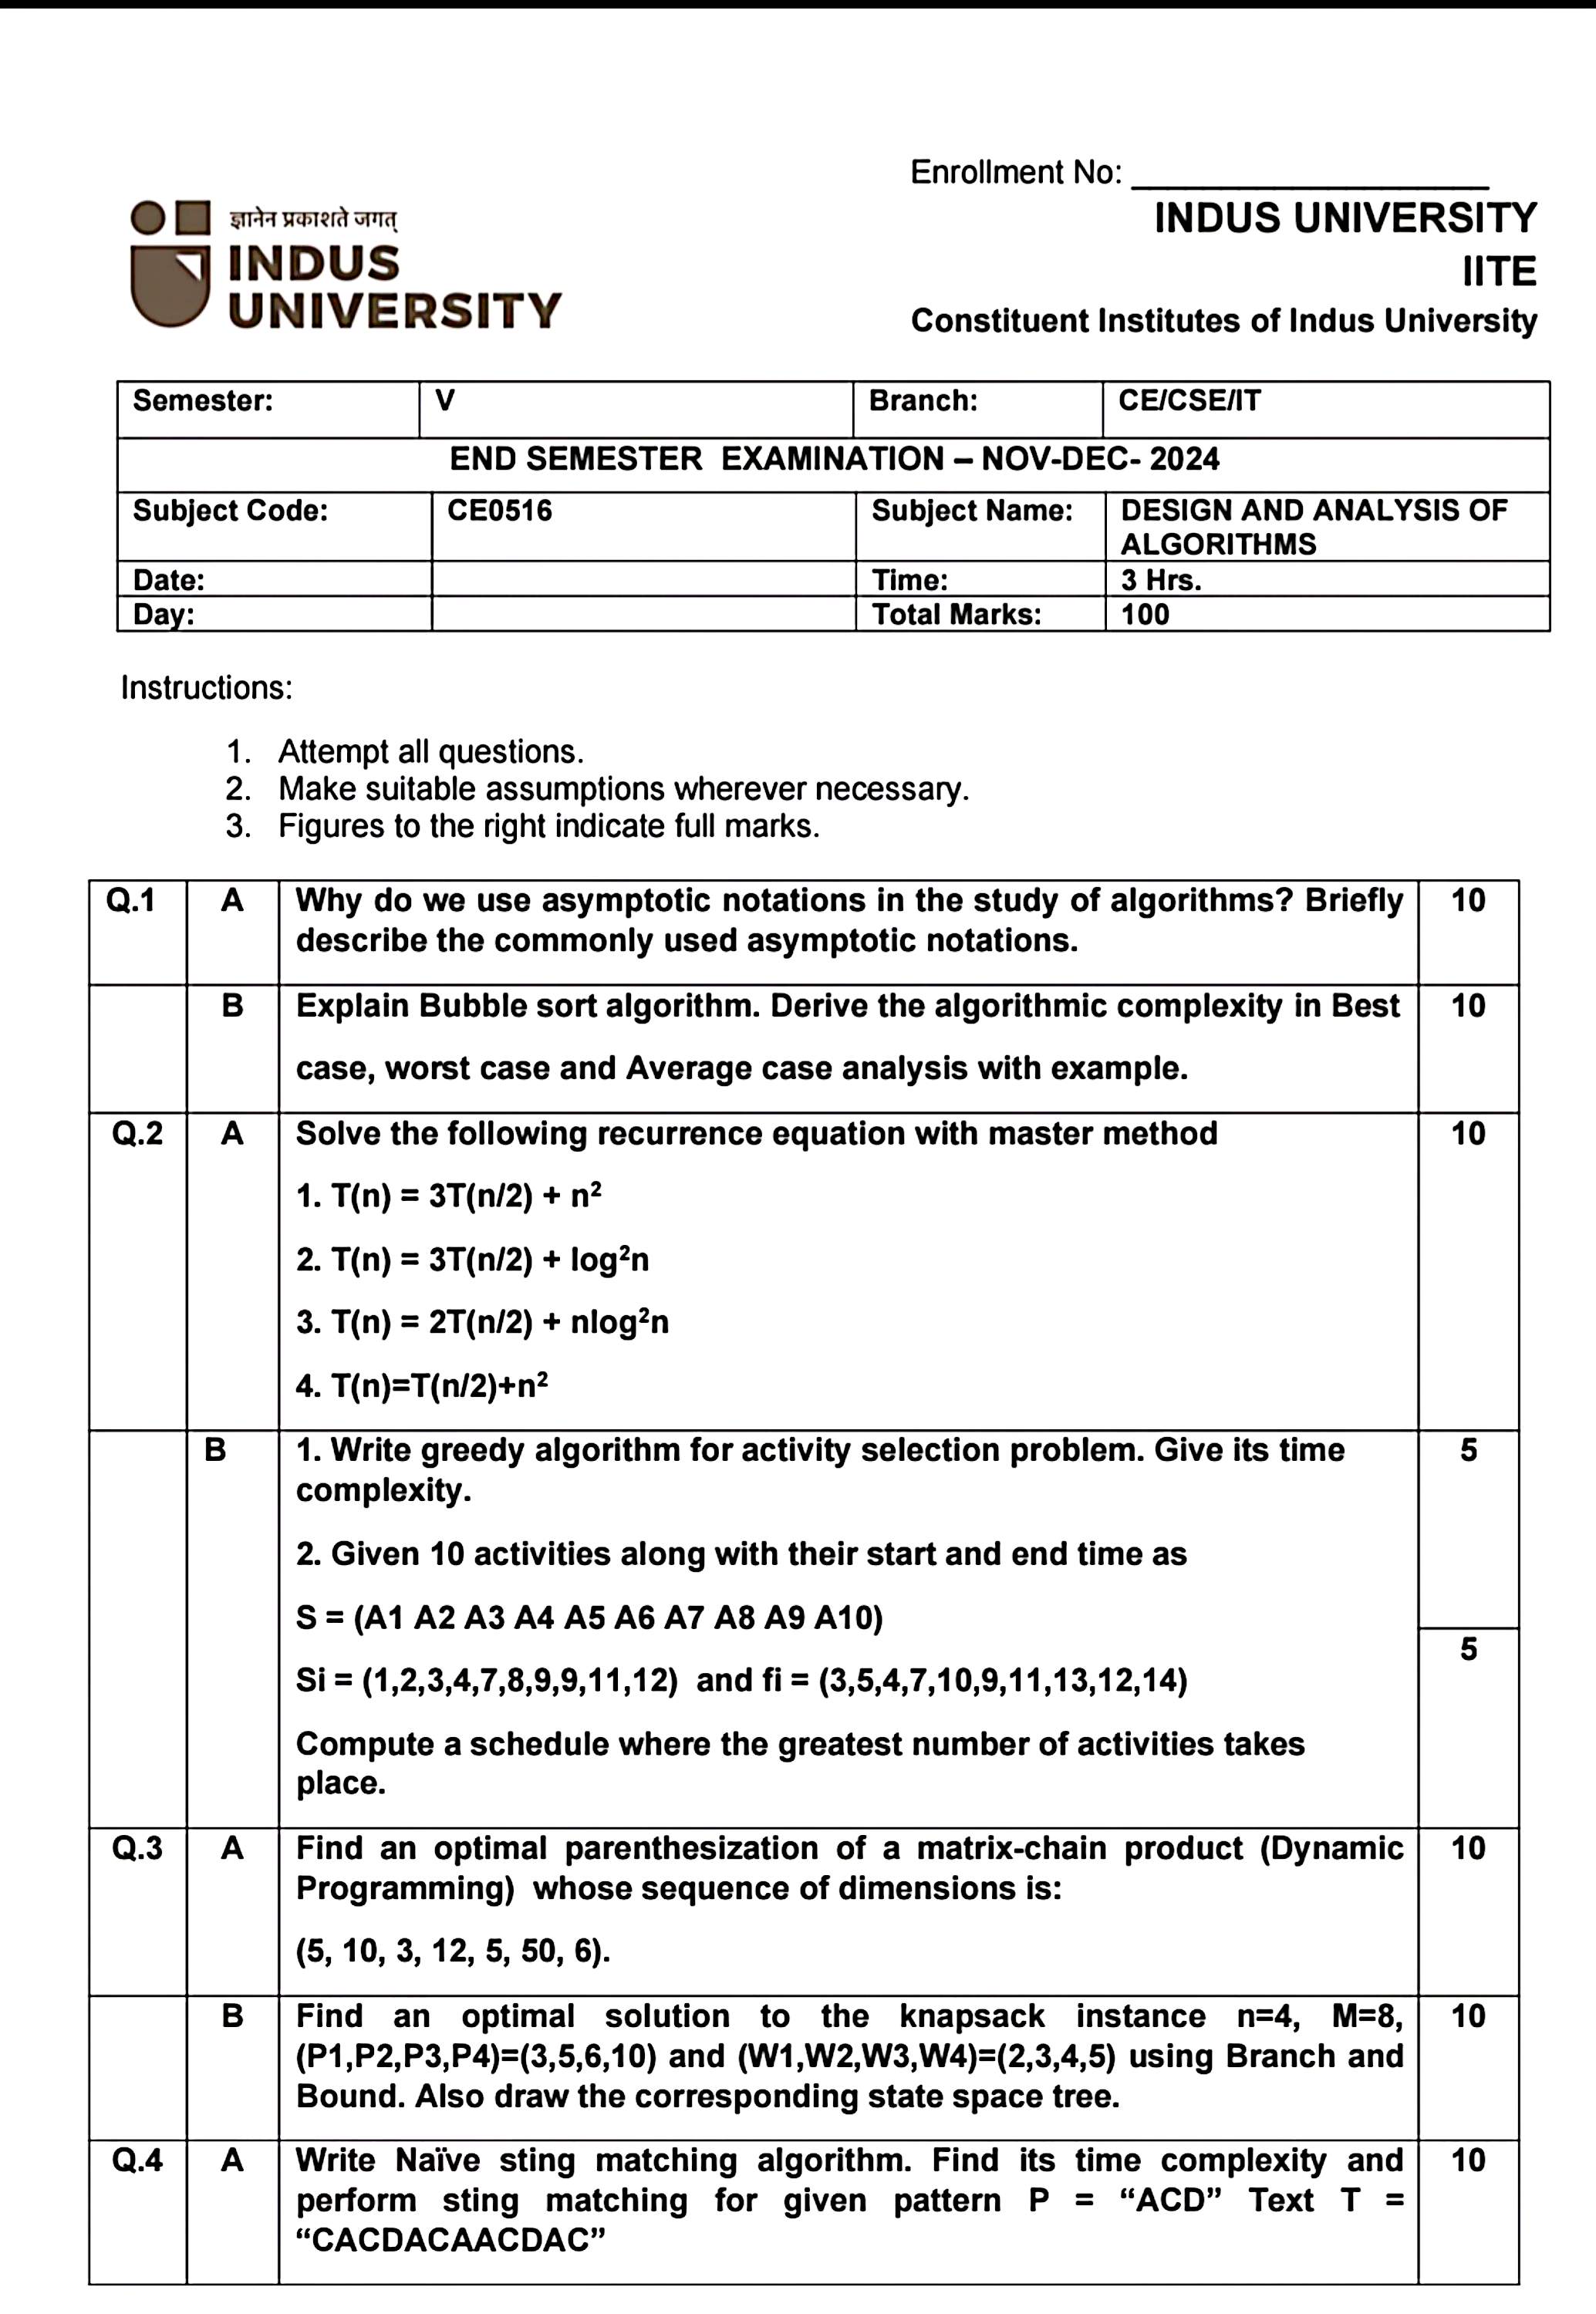 Enrollment No: ____________________
ज्ञानेन प्रकाशते जगत्
INDUS
UNIVERSITY
INDUS UNIVERSITY
IITE
Constituent Institutes of Indus University
Semester: V Branch: CE/CSE/IT
END SEMESTER EXAMINATION – NOV-DEC- 2024
Subject Code: CE0516 Subject Name: DESIGN AND ANALYSIS OF
ALGORITHMS
Date: Time: 3 Hrs.
Day: Total Marks: 100
Instructions:
1. Attempt all questions.
2. Make suitable assumptions wherever necessary.
3. Figures to the right indicate full marks.
Q.1 A Why do we use asymptotic notations in the study of algorithms? Briefly 10
describe the commonly used asymptotic notations.
B Explain Bubble sort algorithm. Derive the algorithmic complexity in Best 10
case, worst case and Average case analysis with example.
Q.2 A Solve the following recurrence equation with master method 10
1. T(n) = 3T(n/2) + n²
2. T(n) = 3T(n/2) + log²n
3. T(n) = 2T(n/2) + nlog²n
4. T(n)=T(n/2)+n²
B 1. Write greedy algorithm for activity selection problem. Give its time 5
complexity.
2. Given 10 activities along with their start and end time as
S = (A1 A2 A3 A4 A5 A6 A7 A8 A9 A10)
5
Si = (1,2,3,4,7,8,9,9,11,12) and fi = (3,5,4,7,10,9,11,13,12,14)
Compute a schedule where the greatest number of activities takes
place.
Q.3 A Find an optimal parenthesization of a matrix-chain product (Dynamic 10
Programming) whose sequence of dimensions is:
(5, 10, 3, 12, 5, 50, 6).
B Find an optimal solution to the knapsack instance n=4, M=8, 10
(P1,P2,P3,P4)=(3,5,6,10) and (W1,W2,W3,W4)=(2,3,4,5) using Branch and
Bound. Also draw the corresponding state space tree.
Q.4 A Write Naïve sting matching algorithm. Find its time complexity and 10
perform sting matching for given pattern P = “ACD” Text T =
“CACDACAACDAC”